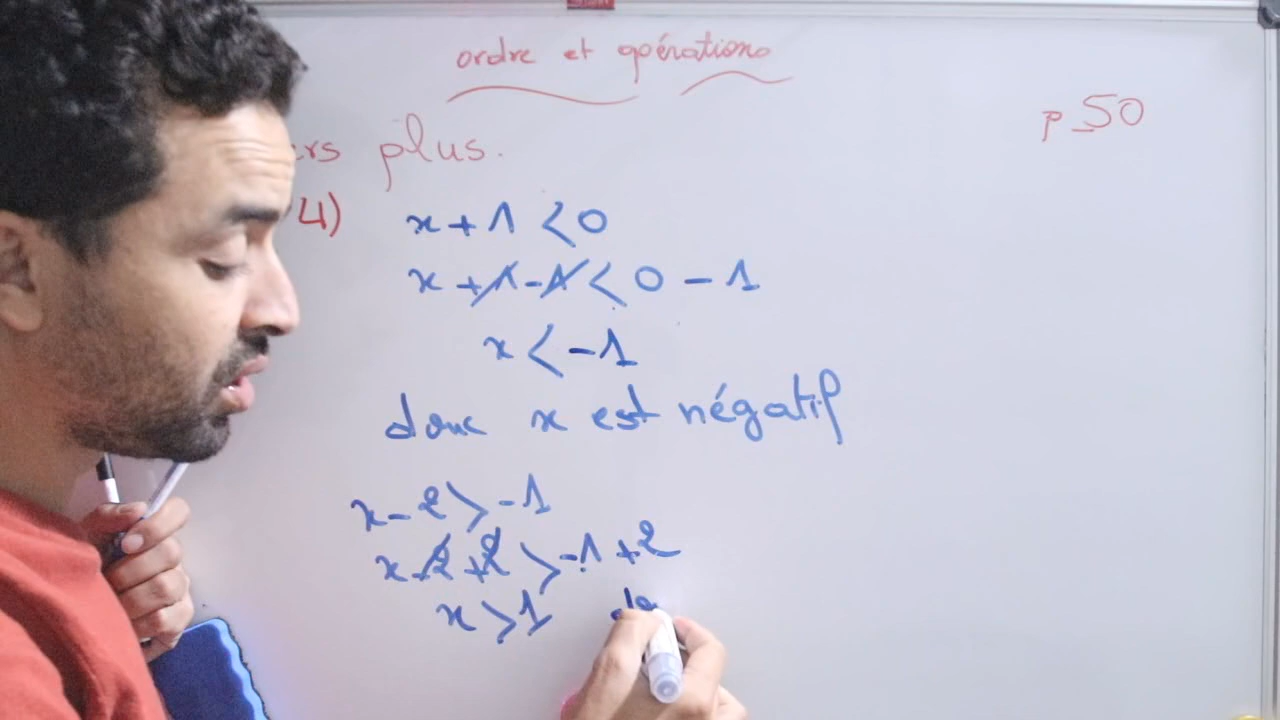 ordre et opérations
p 50
plus.
4) x + 1 < 0
x + 1 - 1 < 0 - 1
x < -1
donc x est négatif
x - 2 > -1
x - 2 + 2 > -1 + 2
x > 1